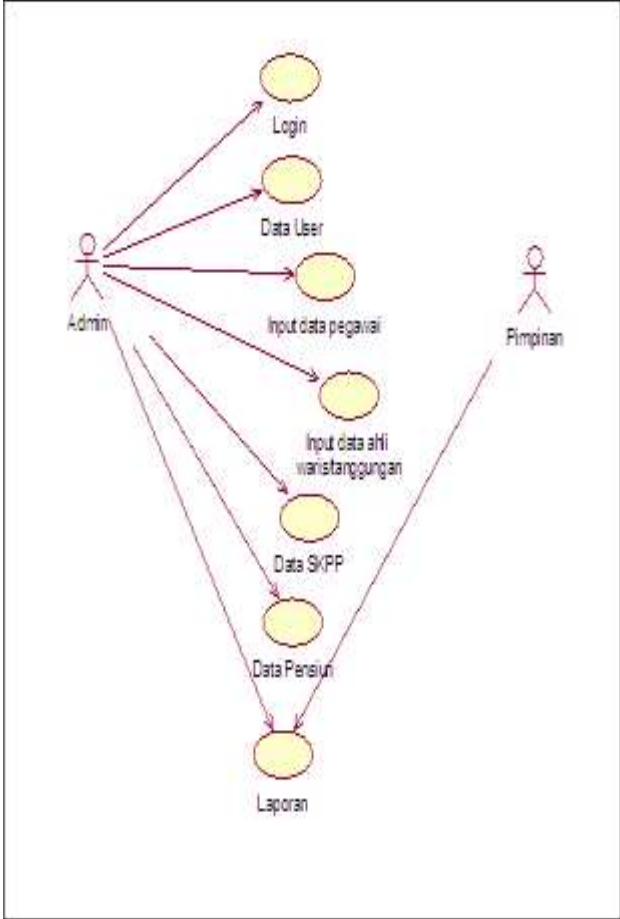 Login
Data User
Admin
Input data pegawai
Pimpinan
Input data ahli
waris/tanggungan
Data SKPP
Data Pensiun
Laporan